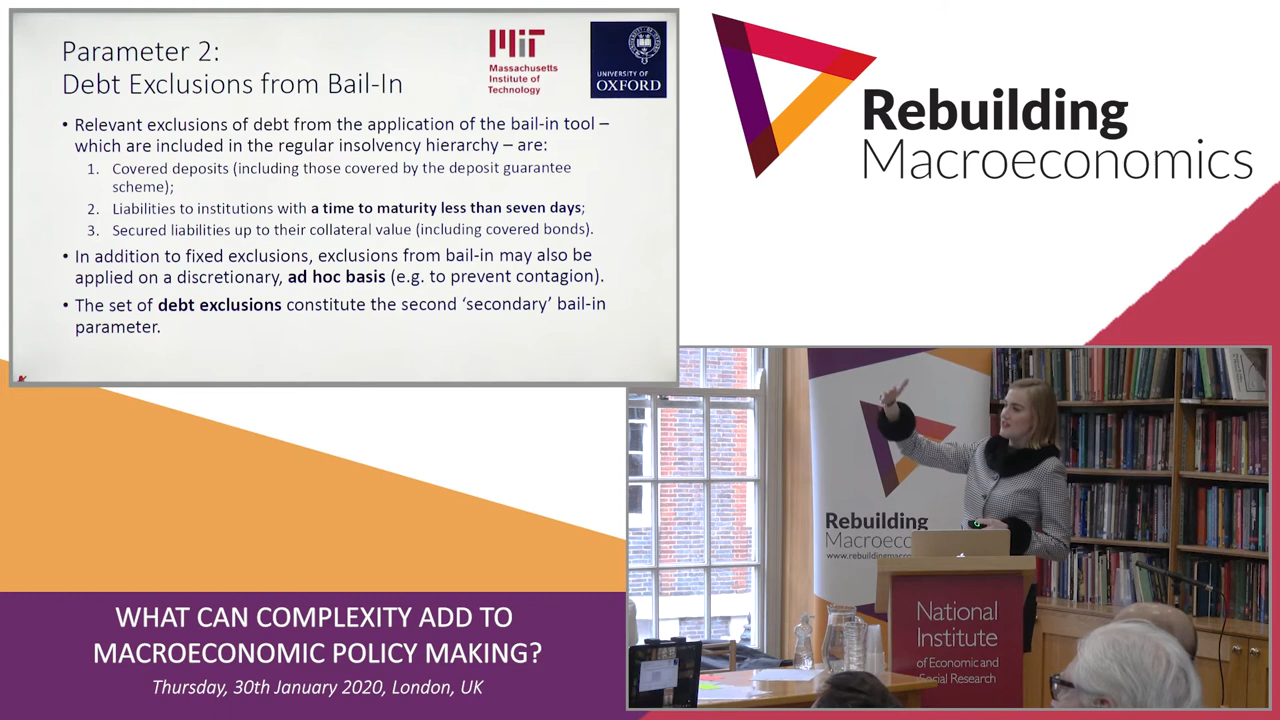 Parameter 2:
Debt Exclusions from Bail-In
Massachusetts
Institute of
Technology
UNIVERSITY OF
OXFORD
• Relevant exclusions of debt from the application of the bail-in tool –
which are included in the regular insolvency hierarchy – are:
1. Covered deposits (including those covered by the deposit guarantee
scheme);
2. Liabilities to institutions with a time to maturity less than seven days;
3. Secured liabilities up to their collateral value (including covered bonds).
• In addition to fixed exclusions, exclusions from bail-in may also be
applied on a discretionary, ad hoc basis (e.g. to prevent contagion).
• The set of debt exclusions constitute the second ‘secondary’ bail-in
parameter.
Rebuilding
Macroeconomics
Rebuilding
Macroeco
www.rebuildingmacro
National
Institute
of Economic and
Social Research
WHAT CAN COMPLEXITY ADD TO
MACROECONOMIC POLICY MAKING?
Thursday, 30th January 2020, London, UK